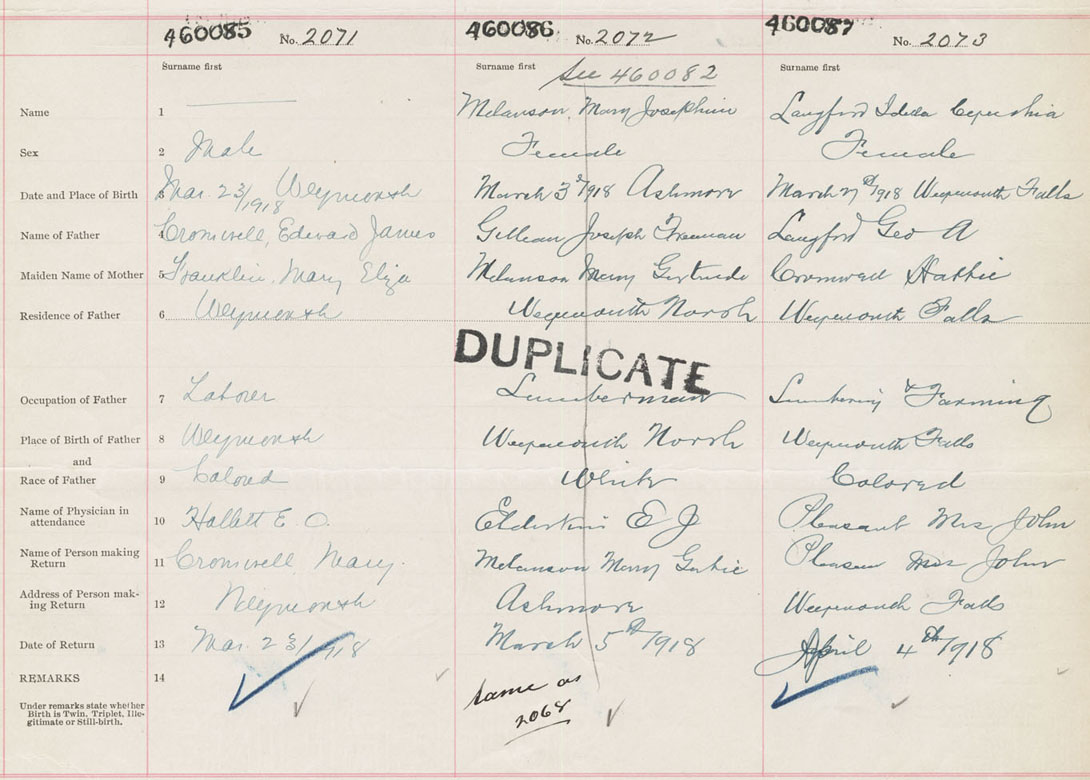 460085 No. 2071
460086 No. 2072
460087 No. 2073
Surname first
Surname first
Surname first
see 460082
Name 1 Melanson, Mary Josephine Langford
Sex 2 Male Female Female
Date and Place of Birth 3 Mar. 23/1918 Weymouth March 3rd/1918 Ashmore March 27th/1918 Weymouth Falls
Name of Father 4 Cromwell, Edward James Gillean Joseph Freeman Langford Geo A
Maiden Name of Mother 5 Franklin, Mary Eliza Melanson Mary Gertrude Cromwell Hattie
Residence of Father 6 Weymouth Weymouth North Weymouth Falls
DUPLICATE
Occupation of Father 7 Laborer Lumberman Lumbering & Farming
Place of Birth of Father 8 Weymouth Weymouth North Weymouth Falls
and
Race of Father 9 Colored White Colored
Name of Physician in
attendance 10 Hallett E. O. Elderkin E J Pleasant Mrs John
Name of Person making
Return 11 Cromwell Mary. Melanson Mary Gertie Pleasant Mrs John
Address of Person mak-
ing Return 12 Weymouth Ashmore Weymouth Falls
Date of Return 13 Mar. 23/1918 March 5th/1918 April 4th/1918
REMARKS 14 same as
2068
Under remarks state whether
Birth is Twin, Triplet, Ille-
gitimate or Still-birth.